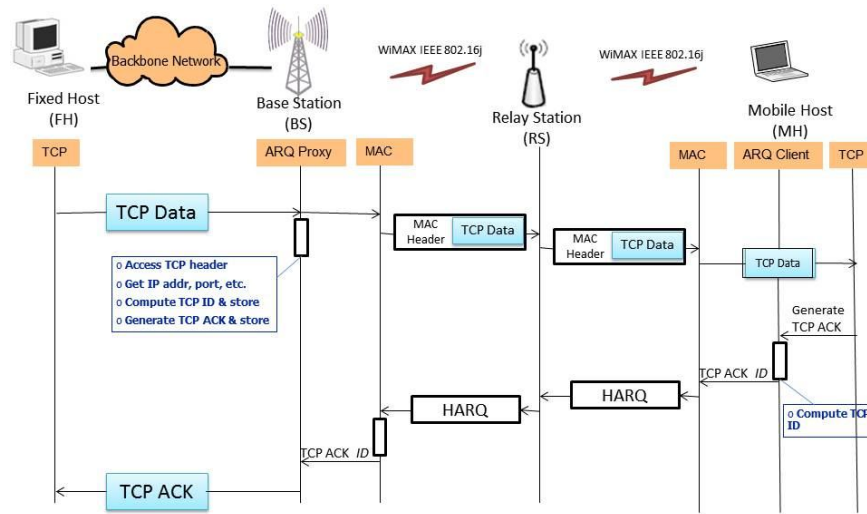 Backbone Network
WiMAX IEEE 802.16j
WiMAX IEEE 802.16j
Fixed Host
(FH)
Base Station
(BS)
Relay Station
(RS)
Mobile Host
(MH)
TCP
ARQ Proxy
MAC
MAC
ARQ Client
TCP
TCP Data
MAC
Header
TCP Data
MAC
Header
TCP Data
TCP Data
o Access TCP header
o Get IP addr, port, etc.
o Compute TCP ID & store
o Generate TCP ACK & store
Generate
TCP ACK
TCP ACK ID
HARQ
HARQ
o Compute TCP
ID
TCP ACK ID
TCP ACK